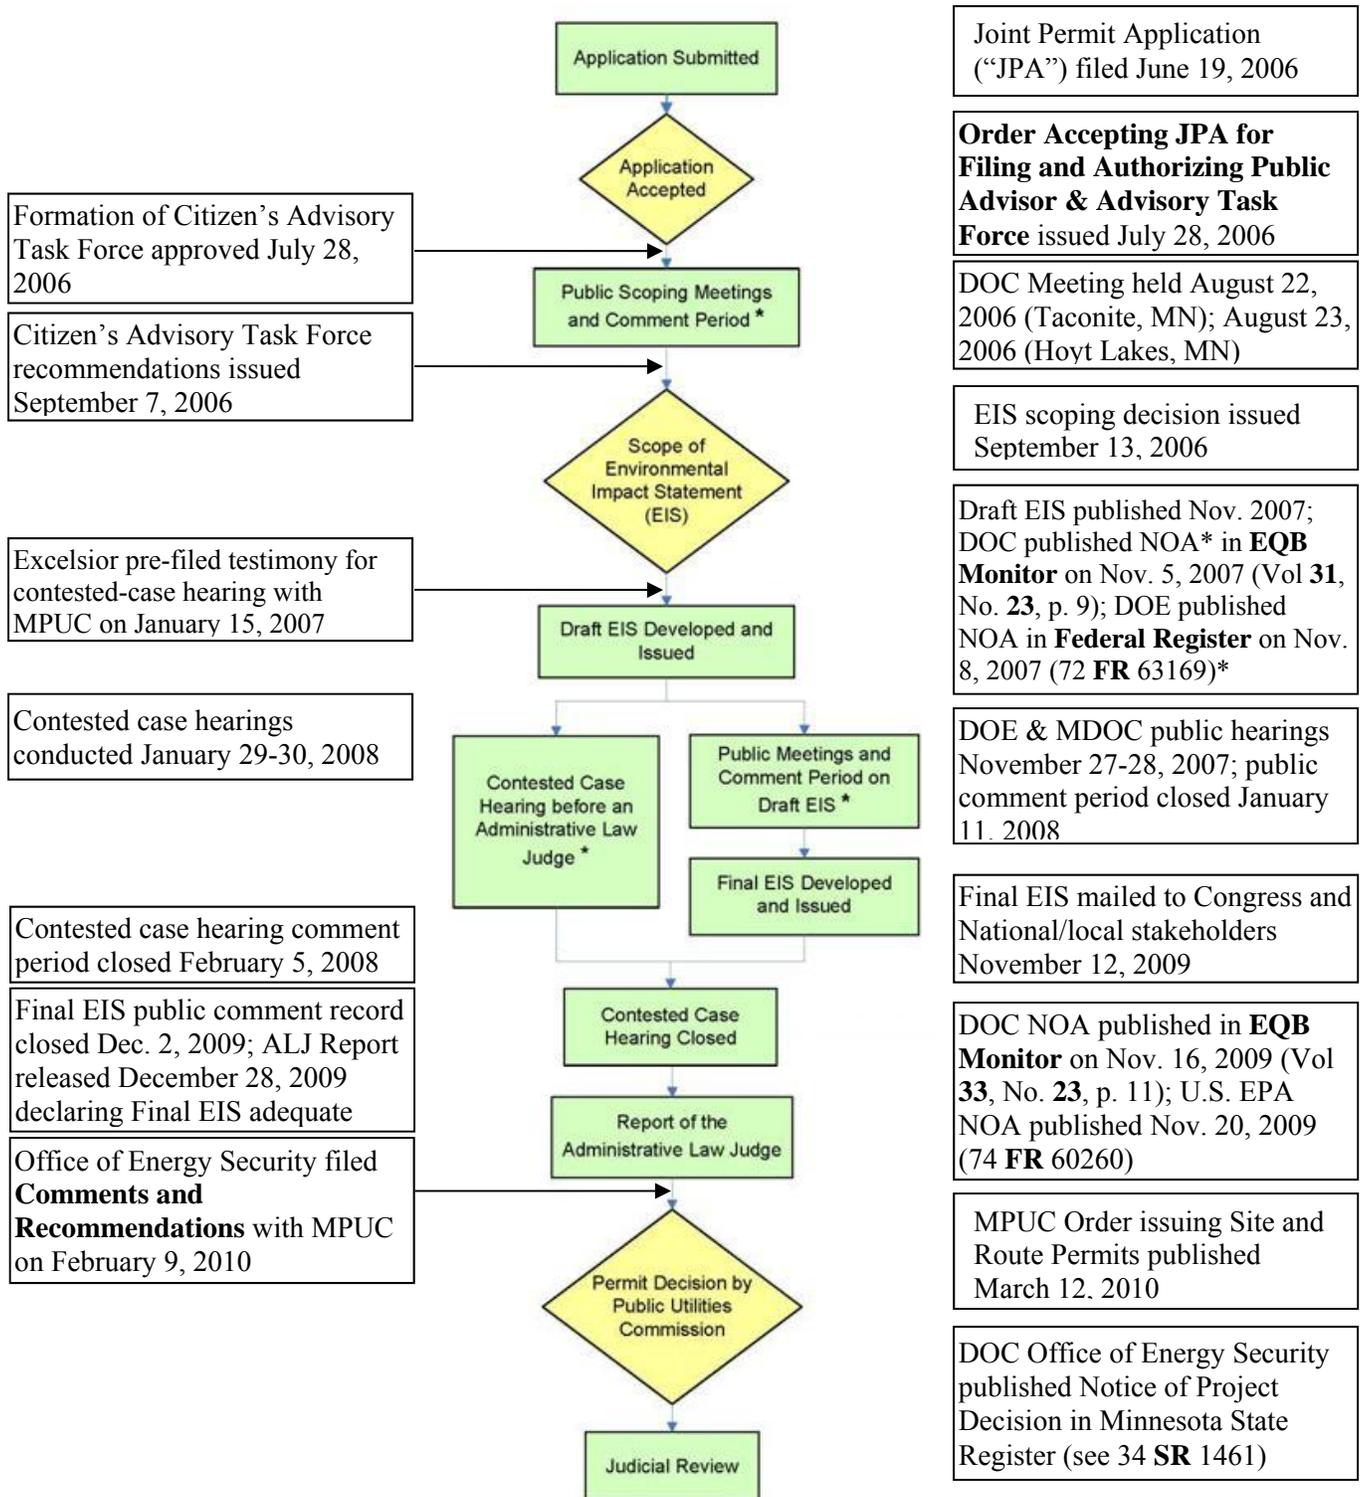 Application Submitted
Joint Permit Application
(“JPA”) filed June 19, 2006
Application
Accepted
Order Accepting JPA for
Filing and Authorizing Public
Advisor & Advisory Task
Force issued July 28, 2006
Formation of Citizen’s Advisory
Task Force approved July 28,
2006
Public Scoping Meetings
and Comment Period *
DOC Meeting held August 22,
2006 (Taconite, MN); August 23,
2006 (Hoyt Lakes, MN)
Citizen’s Advisory Task Force
recommendations issued
September 7, 2006
Scope of
Environmental
Impact Statement
(EIS)
EIS scoping decision issued
September 13, 2006
Excelsior pre-filed testimony for
contested-case hearing with
MPUC on January 15, 2007
Draft EIS Developed and
Issued
Draft EIS published Nov. 2007;
DOC published NOA* in EQB
Monitor on Nov. 5, 2007 (Vol 31,
No. 23, p. 9); DOE published
NOA in Federal Register on Nov.
8, 2007 (72 FR 63169)*
Contested case hearings
conducted January 29-30, 2008
Contested Case
Hearing before an
Administrative Law
Judge *
Public Meetings and
Comment Period on
Draft EIS *
DOE & MDOC public hearings
November 27-28, 2007; public
comment period closed January
11, 2008
Final EIS Developed
and Issued
Final EIS mailed to Congress and
National/local stakeholders
November 12, 2009
Contested case hearing comment
period closed February 5, 2008
Contested Case
Hearing Closed
Final EIS public comment record
closed Dec. 2, 2009; ALJ Report
released December 28, 2009
declaring Final EIS adequate
DOC NOA published in EQB
Monitor on Nov. 16, 2009 (Vol
33, No. 23, p. 11); U.S. EPA
NOA published Nov. 20, 2009
(74 FR 60260)
Report of the
Administrative Law Judge
Office of Energy Security filed
Comments and
Recommendations with MPUC
on February 9, 2010
Permit Decision by
Public Utilities
Commission
MPUC Order issuing Site and
Route Permits published
March 12, 2010
DOC Office of Energy Security
published Notice of Project
Decision in Minnesota State
Register (see 34 SR 1461)
Judicial Review